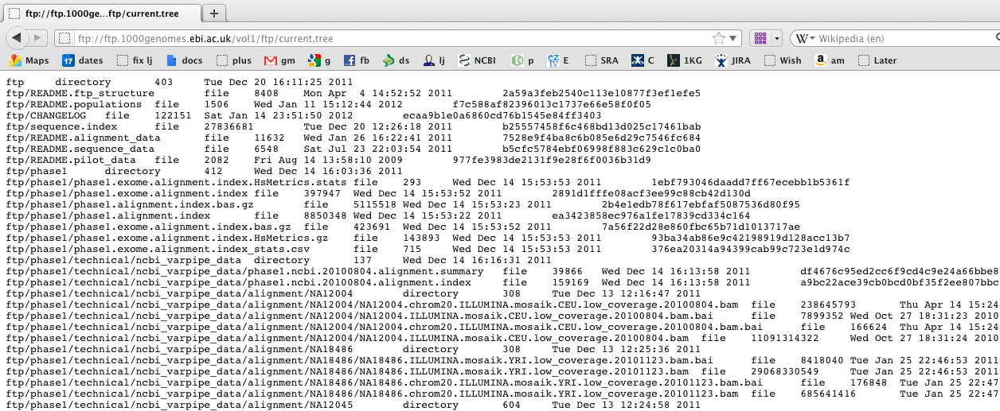 ftp://ftp.1000ge...ftp/current.tree
ftp://ftp.1000genomes.ebi.ac.uk/vol1/ftp/current.tree W Wikipedia (en)
Maps 17 dates fix lj docs plus gm g fb ds lj NCBI p E SRA C 1KG JIRA Wish am Later
ftp directory 403 Tue Dec 20 16:11:25 2011
ftp/README.ftp_structure file 8408 Mon Apr 4 14:52:52 2011 2a59a3feb2540c113e10877f3ef1efe5
ftp/README.populations file 1506 Wed Jan 11 15:12:44 2012 f7c588af82396013c1737e66e58f0f05
ftp/CHANGELOG file 122151 Sat Jan 14 23:51:50 2012 ecaa9b1e0a6860cd76b1545e84ff3403
ftp/sequence.index file 27836681 Tue Dec 20 12:26:18 2011 b25557458f6c468bd13d025c17461bab
ftp/README.alignment_data file 11632 Wed Jan 26 16:22:41 2011 7528e9f4ba8c6b085e6d29c7546fc684
ftp/README.sequence_data file 6548 Sat Jul 23 22:03:54 2011 b5cfc5784ebf06998f883c629c1c0ba0
ftp/README.pilot_data file 2082 Fri Aug 14 13:58:10 2009 977fe3983de2131f9e28f6f0036b31d9
ftp/phase1 directory 412 Wed Dec 14 16:03:36 2011
ftp/phase1/phase1.exome.alignment.index.HsMetrics.stats file 293 Wed Dec 14 15:53:53 2011 1ebf793046daadd7ff67ecebb1b5361f
ftp/phase1/phase1.exome.alignment.index file 397947 Wed Dec 14 15:53:52 2011 2891d1fffe08acf3ee99c88cb42d130d
ftp/phase1/phase1.alignment.index.bas.gz file 5115518 Wed Dec 14 15:53:23 2011 2b4e1edb78f617ebfaf5087536d80f95
ftp/phase1/phase1.alignment.index file 8850348 Wed Dec 14 15:53:22 2011 ea3423858ec976a1fe17839cd334c164
ftp/phase1/phase1.exome.alignment.index.bas.gz file 423691 Wed Dec 14 15:53:52 2011 7a56f22d28e860fbc65b71d1013717ae
ftp/phase1/phase1.exome.alignment.index.HsMetrics.gz file 143893 Wed Dec 14 15:53:53 2011 93ba34ab86e9c42198919d128acc13b7
ftp/phase1/phase1.exome.alignment.index_stats.csv file 715 Wed Dec 14 15:53:53 2011 376ea20314a94399cab99c723e1d974c
ftp/phase1/technical/ncbi_varpipe_data directory 137 Wed Dec 14 16:16:31 2011
ftp/phase1/technical/ncbi_varpipe_data/phase1.ncbi.20100804.alignment.summary file 39866 Wed Dec 14 16:13:58 2011 df4676c95ed2cc6f9cd4c9e24a66bbe8
ftp/phase1/technical/ncbi_varpipe_data/phase1.ncbi.20100804.alignment.index file 159169 Wed Dec 14 16:13:58 2011 a9bc22ace39cb0bcd0bf35f2ee807bbc
ftp/phase1/technical/ncbi_varpipe_data/alignment/NA12004 directory 308 Tue Dec 13 12:16:47 2011
ftp/phase1/technical/ncbi_varpipe_data/alignment/NA12004/NA12004.chrom20.ILLUMINA.mosaik.CEU.low_coverage.20100804.bam file 238645793 Thu Apr 14 15:24
ftp/phase1/technical/ncbi_varpipe_data/alignment/NA12004/NA12004.ILLUMINA.mosaik.CEU.low_coverage.20100804.bam.bai file 7899352 Wed Oct 27 18:31:23 2010
ftp/phase1/technical/ncbi_varpipe_data/alignment/NA12004/NA12004.chrom20.ILLUMINA.mosaik.CEU.low_coverage.20100804.bam.bai file 166624 Thu Apr 14 15:24
ftp/phase1/technical/ncbi_varpipe_data/alignment/NA12004/NA12004.ILLUMINA.mosaik.CEU.low_coverage.20100804.bam file 11091314322 Wed Oct 27 18:31:24 2010
ftp/phase1/technical/ncbi_varpipe_data/alignment/NA18486 directory 308 Tue Dec 13 12:25:36 2011
ftp/phase1/technical/ncbi_varpipe_data/alignment/NA18486/NA18486.ILLUMINA.mosaik.YRI.low_coverage.20101123.bam.bai file 8418040 Tue Jan 25 22:46:53 2011
ftp/phase1/technical/ncbi_varpipe_data/alignment/NA18486/NA18486.ILLUMINA.mosaik.YRI.low_coverage.20101123.bam file 29068330549 Tue Jan 25 22:46:53
ftp/phase1/technical/ncbi_varpipe_data/alignment/NA18486/NA18486.chrom20.ILLUMINA.mosaik.YRI.low_coverage.20101123.bam.bai file 176848 Tue Jan 25 22:47
ftp/phase1/technical/ncbi_varpipe_data/alignment/NA18486/NA18486.chrom20.ILLUMINA.mosaik.YRI.low_coverage.20101123.bam file 685641416 Tue Jan 25 22:47
ftp/phase1/technical/ncbi_varpipe_data/alignment/NA12045 directory 604 Tue Dec 13 12:24:58 2011